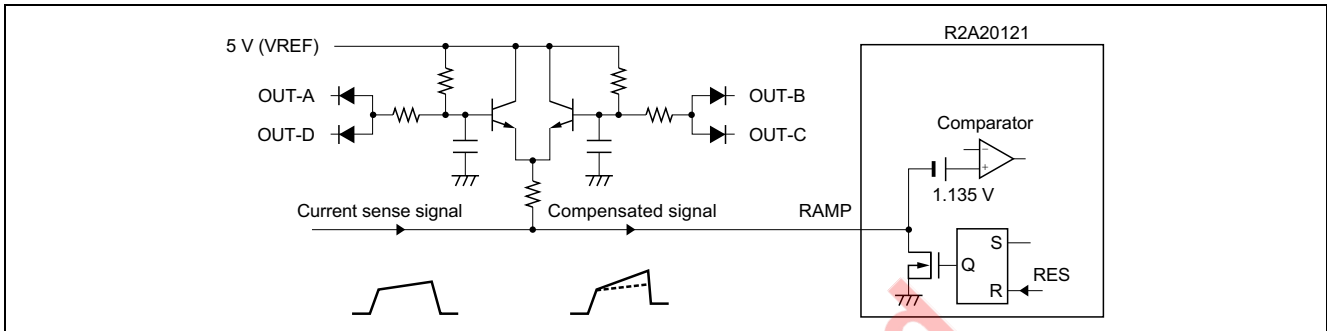 R2A20121
5 V (VREF)
OUT-A
OUT-B
OUT-D
OUT-C
Comparator
−
+
1.135 V
Current sense signal
Compensated signal
RAMP
S
Q
RES
R